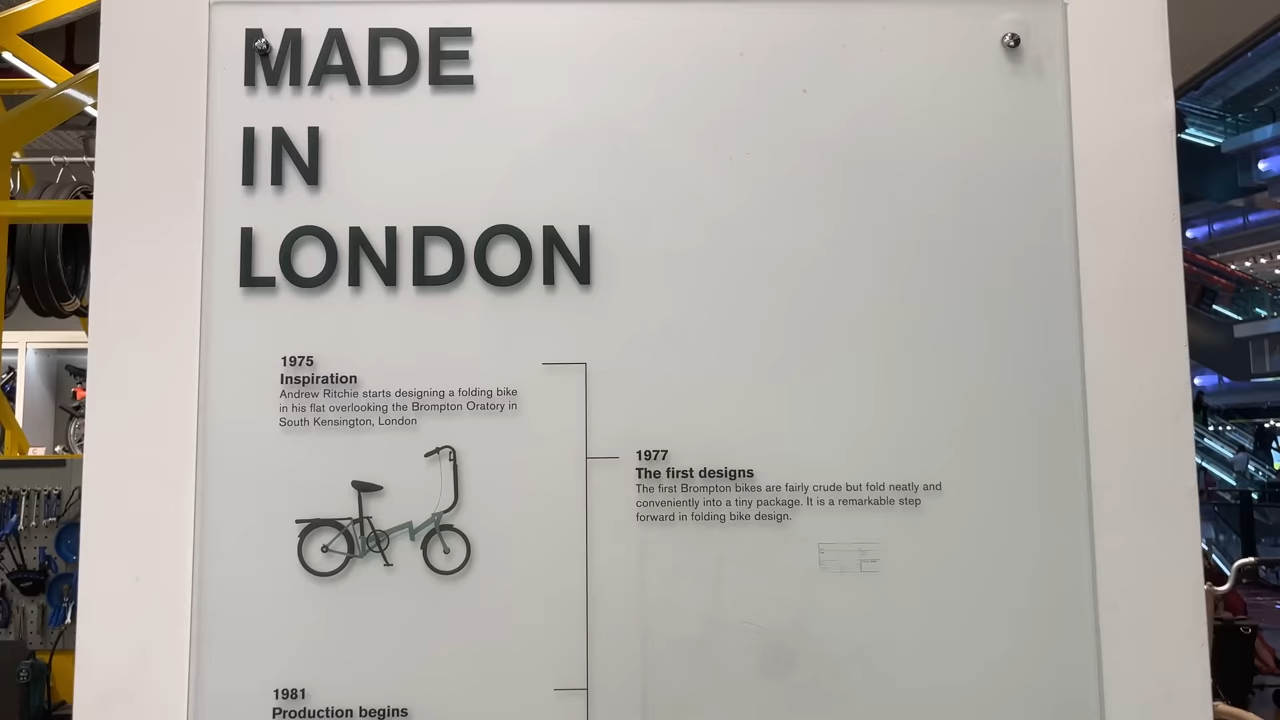 MADE
IN
LONDON
1975
Inspiration
Andrew Ritchie starts designing a folding bike
in his flat overlooking the Brompton Oratory in
South Kensington, London
1977
The first designs
The first Brompton bikes are fairly crude but fold neatly and
conveniently into a tiny package. It is a remarkable step
forward in folding bike design.
1981
Production begins